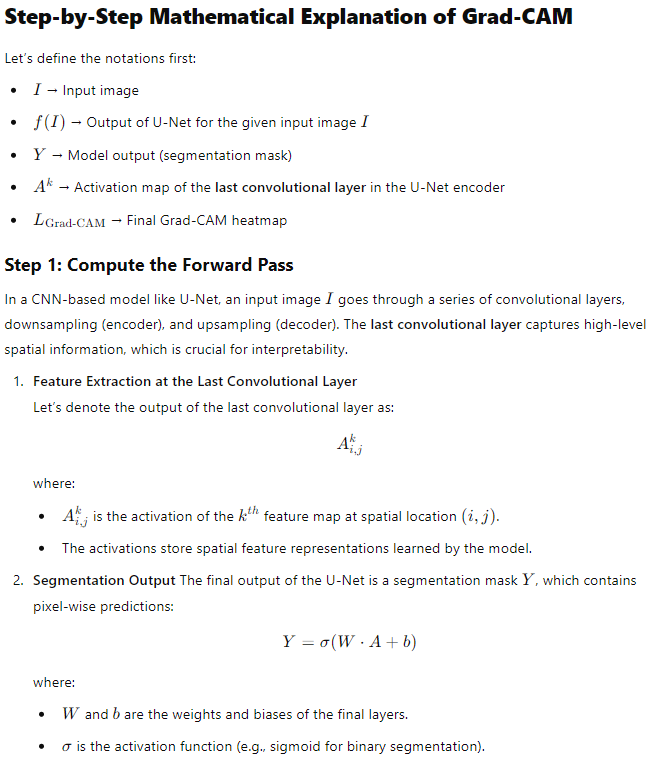 Step-by-Step Mathematical Explanation of Grad-CAM
Let's define the notations first:
• I → Input image
• f(I) → Output of U-Net for the given input image I
• Y → Model output (segmentation mask)
• A^k → Activation map of the last convolutional layer in the U-Net encoder
• L_Grad-CAM → Final Grad-CAM heatmap
Step 1: Compute the Forward Pass
In a CNN-based model like U-Net, an input image I goes through a series of convolutional layers,
downsampling (encoder), and upsampling (decoder). The last convolutional layer captures high-level
spatial information, which is crucial for interpretability.
1. Feature Extraction at the Last Convolutional Layer
Let's denote the output of the last convolutional layer as:
A^k_{i,j}
where:
• A^k_{i,j} is the activation of the k^{th} feature map at spatial location (i, j).
• The activations store spatial feature representations learned by the model.
2. Segmentation Output The final output of the U-Net is a segmentation mask Y, which contains
pixel-wise predictions:
Y = σ(W · A + b)
where:
• W and b are the weights and biases of the final layers.
• σ is the activation function (e.g., sigmoid for binary segmentation).